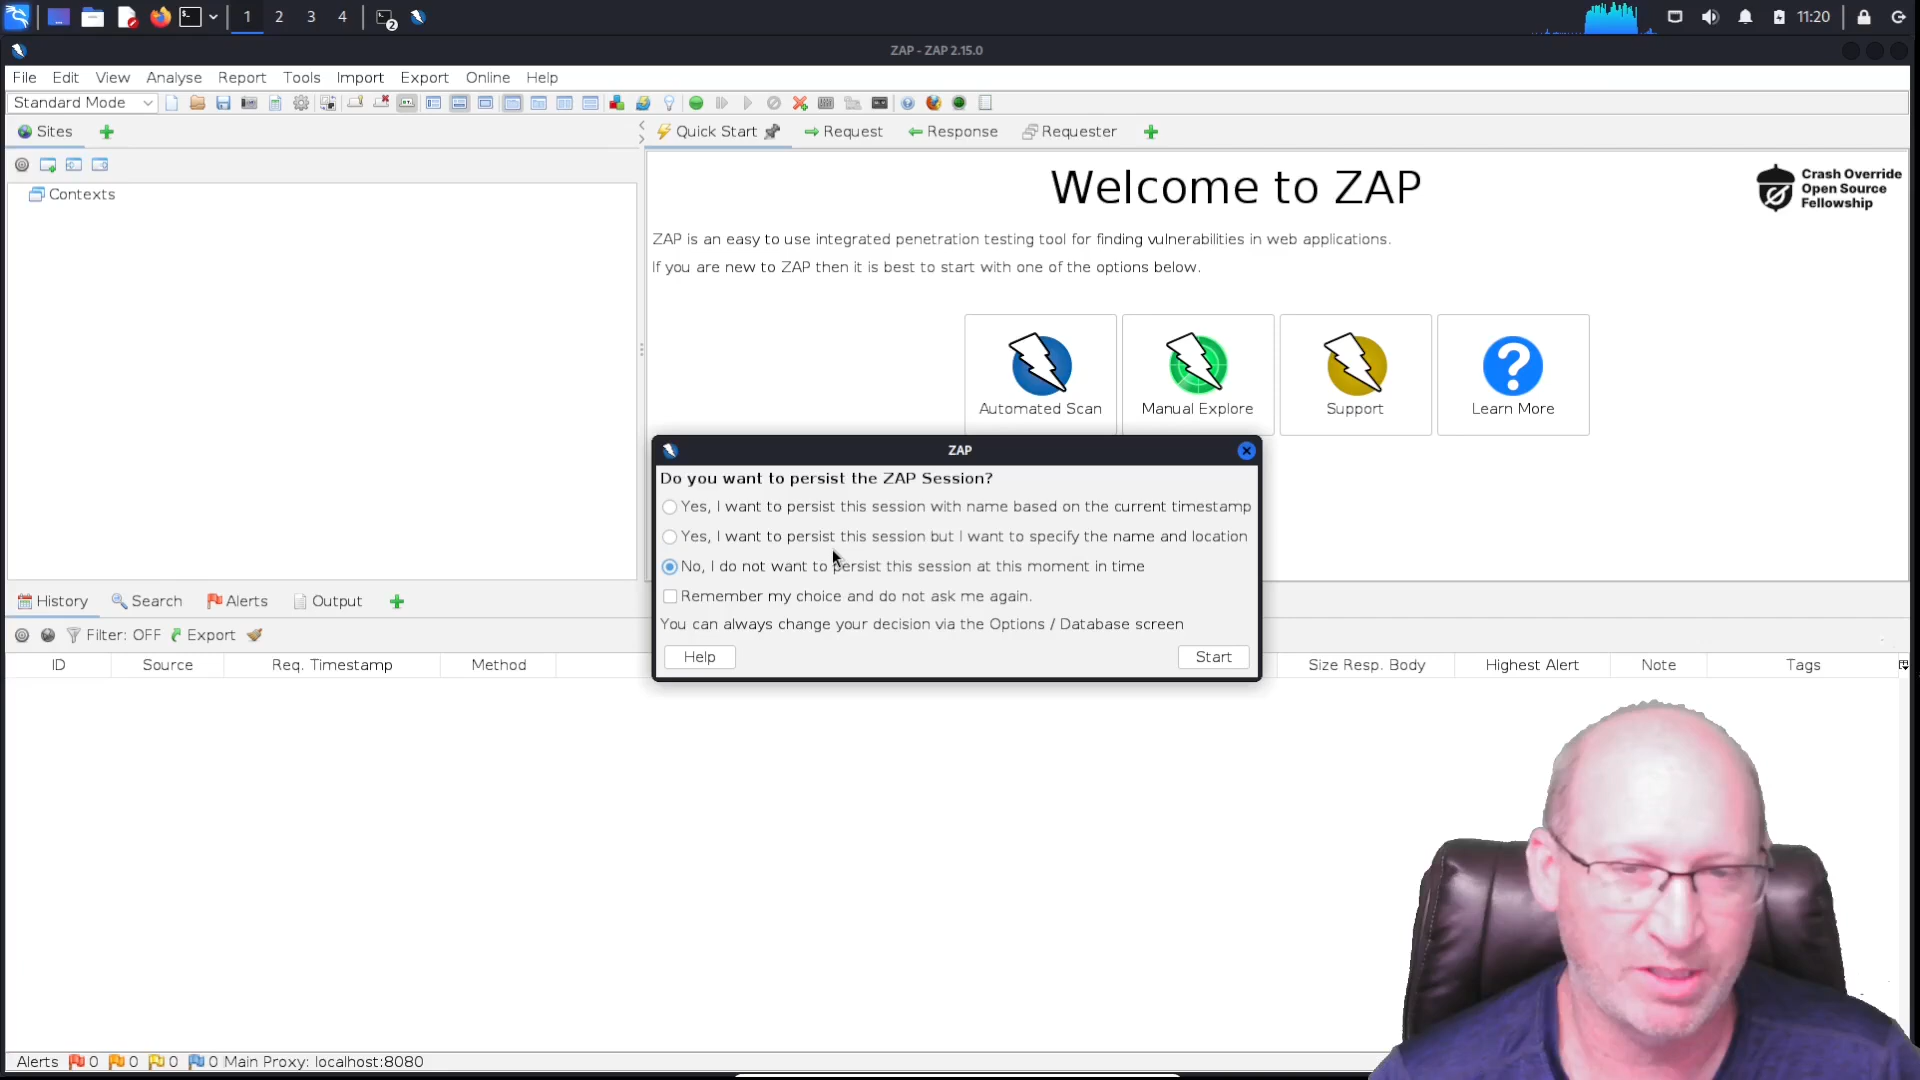 1 2 3 4 2 11:20
ZAP - ZAP 2.15.0
File Edit View Analyse Report Tools Import Export Online Help
Standard Mode
Sites
Quick Start Request Response Requester
Contexts
Welcome to ZAP
Crash Override
Open Source
Fellowship
ZAP is an easy to use integrated penetration testing tool for finding vulnerabilities in web applications.
If you are new to ZAP then it is best to start with one of the options below.
Automated Scan Manual Explore Support Learn More
ZAP
Do you want to persist the ZAP Session?
Yes, I want to persist this session with name based on the current timestamp
Yes, I want to persist this session but I want to specify the name and location
No, I do not want to persist this session at this moment in time
Remember my choice and do not ask me again.
You can always change your decision via the Options / Database screen
Help Start
History Search Alerts Output
Filter: OFF Export
ID Source Req. Timestamp Method Size Resp. Body Highest Alert Note Tags
Alerts 0 0 0 0 Main Proxy: localhost:8080